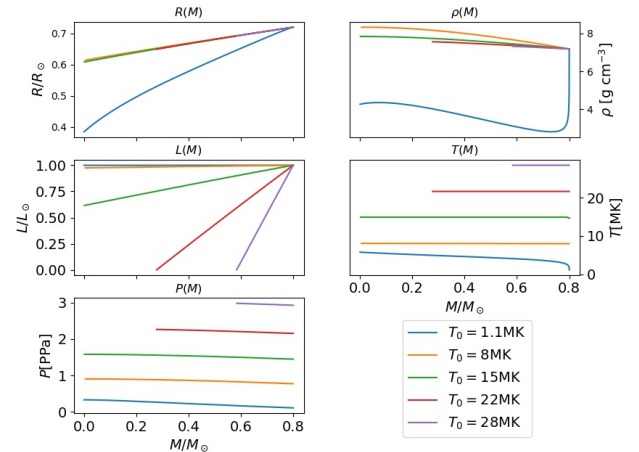 R(M)
ρ(M)
R/R⊙
0.7
0.6
0.5
0.4
8
6
4
ρ [g cm⁻³]
L(M)
T(M)
L/L⊙
1.00
0.75
0.50
0.25
0.00
20
10
0
T[MK]
P(M)
0.0 0.2 0.4 0.6 0.8
M/M⊙
P[PPa]
3
2
1
0
0.0 0.2 0.4 0.6 0.8
M/M⊙
T₀ = 1.1MK
T₀ = 8MK
T₀ = 15MK
T₀ = 22MK
T₀ = 28MK